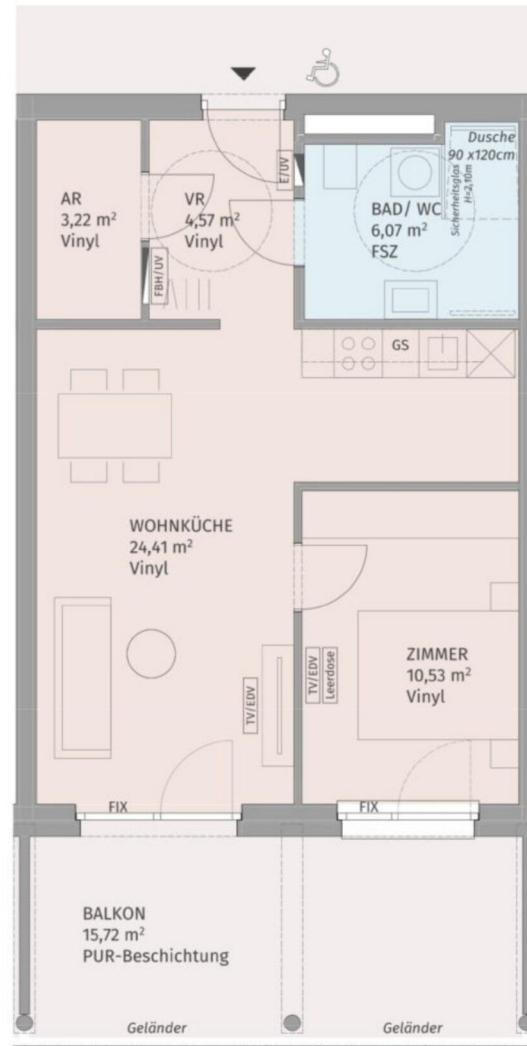 Dusche
90 x120cm
Sicherheitsglas
H=2,10m
AR
3,22 m²
Vinyl
VR
4,57 m²
Vinyl
E/UV
BAD/ WC
6,07 m²
FSZ
FBH/UV
GS
WOHNKÜCHE
24,41 m²
Vinyl
TV/EDV
TV/EDV
Leerdose
ZIMMER
10,53 m²
Vinyl
FIX
FIX
BALKON
15,72 m²
PUR-Beschichtung
Geländer
Geländer